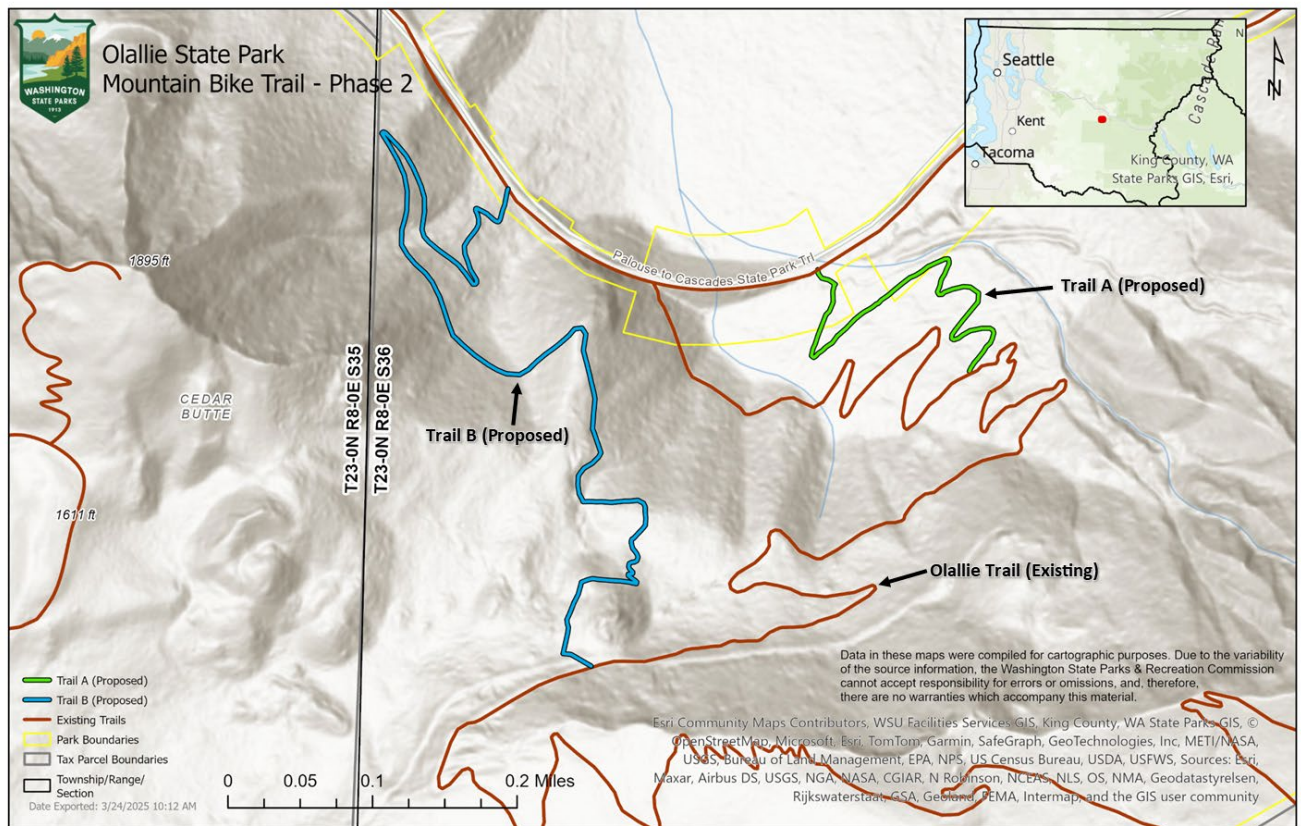 Olallie State Park
Mountain Bike Trail - Phase 2
WASHINGTON
STATE PARKS
1913
N
Seattle
Kent
Tacoma
King County, WA
State Parks GIS, Esri,
N
1895 ft
Palouse to Cascades State Park Trl
Trail A (Proposed)
T23-0N R8-0E S35
T23-0N R8-0E S36
CEDAR
BUTTE
Trail B (Proposed)
1611 ft
Olallie Trail (Existing)
Trail A (Proposed)
Trail B (Proposed)
Existing Trails
Park Boundaries
Tax Parcel Boundaries
Township/Range/
Section
Date Exported: 3/24/2025 10:12 AM
0 0.05 0.1 0.2 Miles
Data in these maps were compiled for cartographic purposes. Due to the variability
of the source information, the Washington State Parks & Recreation Commission
cannot accept responsibility for errors or omissions, and, therefore,
there are no warranties which accompany this material.
Esri Community Maps Contributors, WSU Facilities Services GIS, King County, WA State Parks GIS, ©
OpenStreetMap, Microsoft, Esri, TomTom, Garmin, SafeGraph, GeoTechnologies, Inc, METI/NASA,
USGS, Bureau of Land Management, EPA, NPS, US Census Bureau, USDA, USFWS, Sources: Esri,
Maxar, Airbus DS, USGS, NGA, NASA, CGIAR, N Robinson, NCEAS, NLS, OS, NMA, Geodatastyrelsen,
Rijkswaterstaat, GSA, Geoland, FEMA, Intermap, and the GIS user community